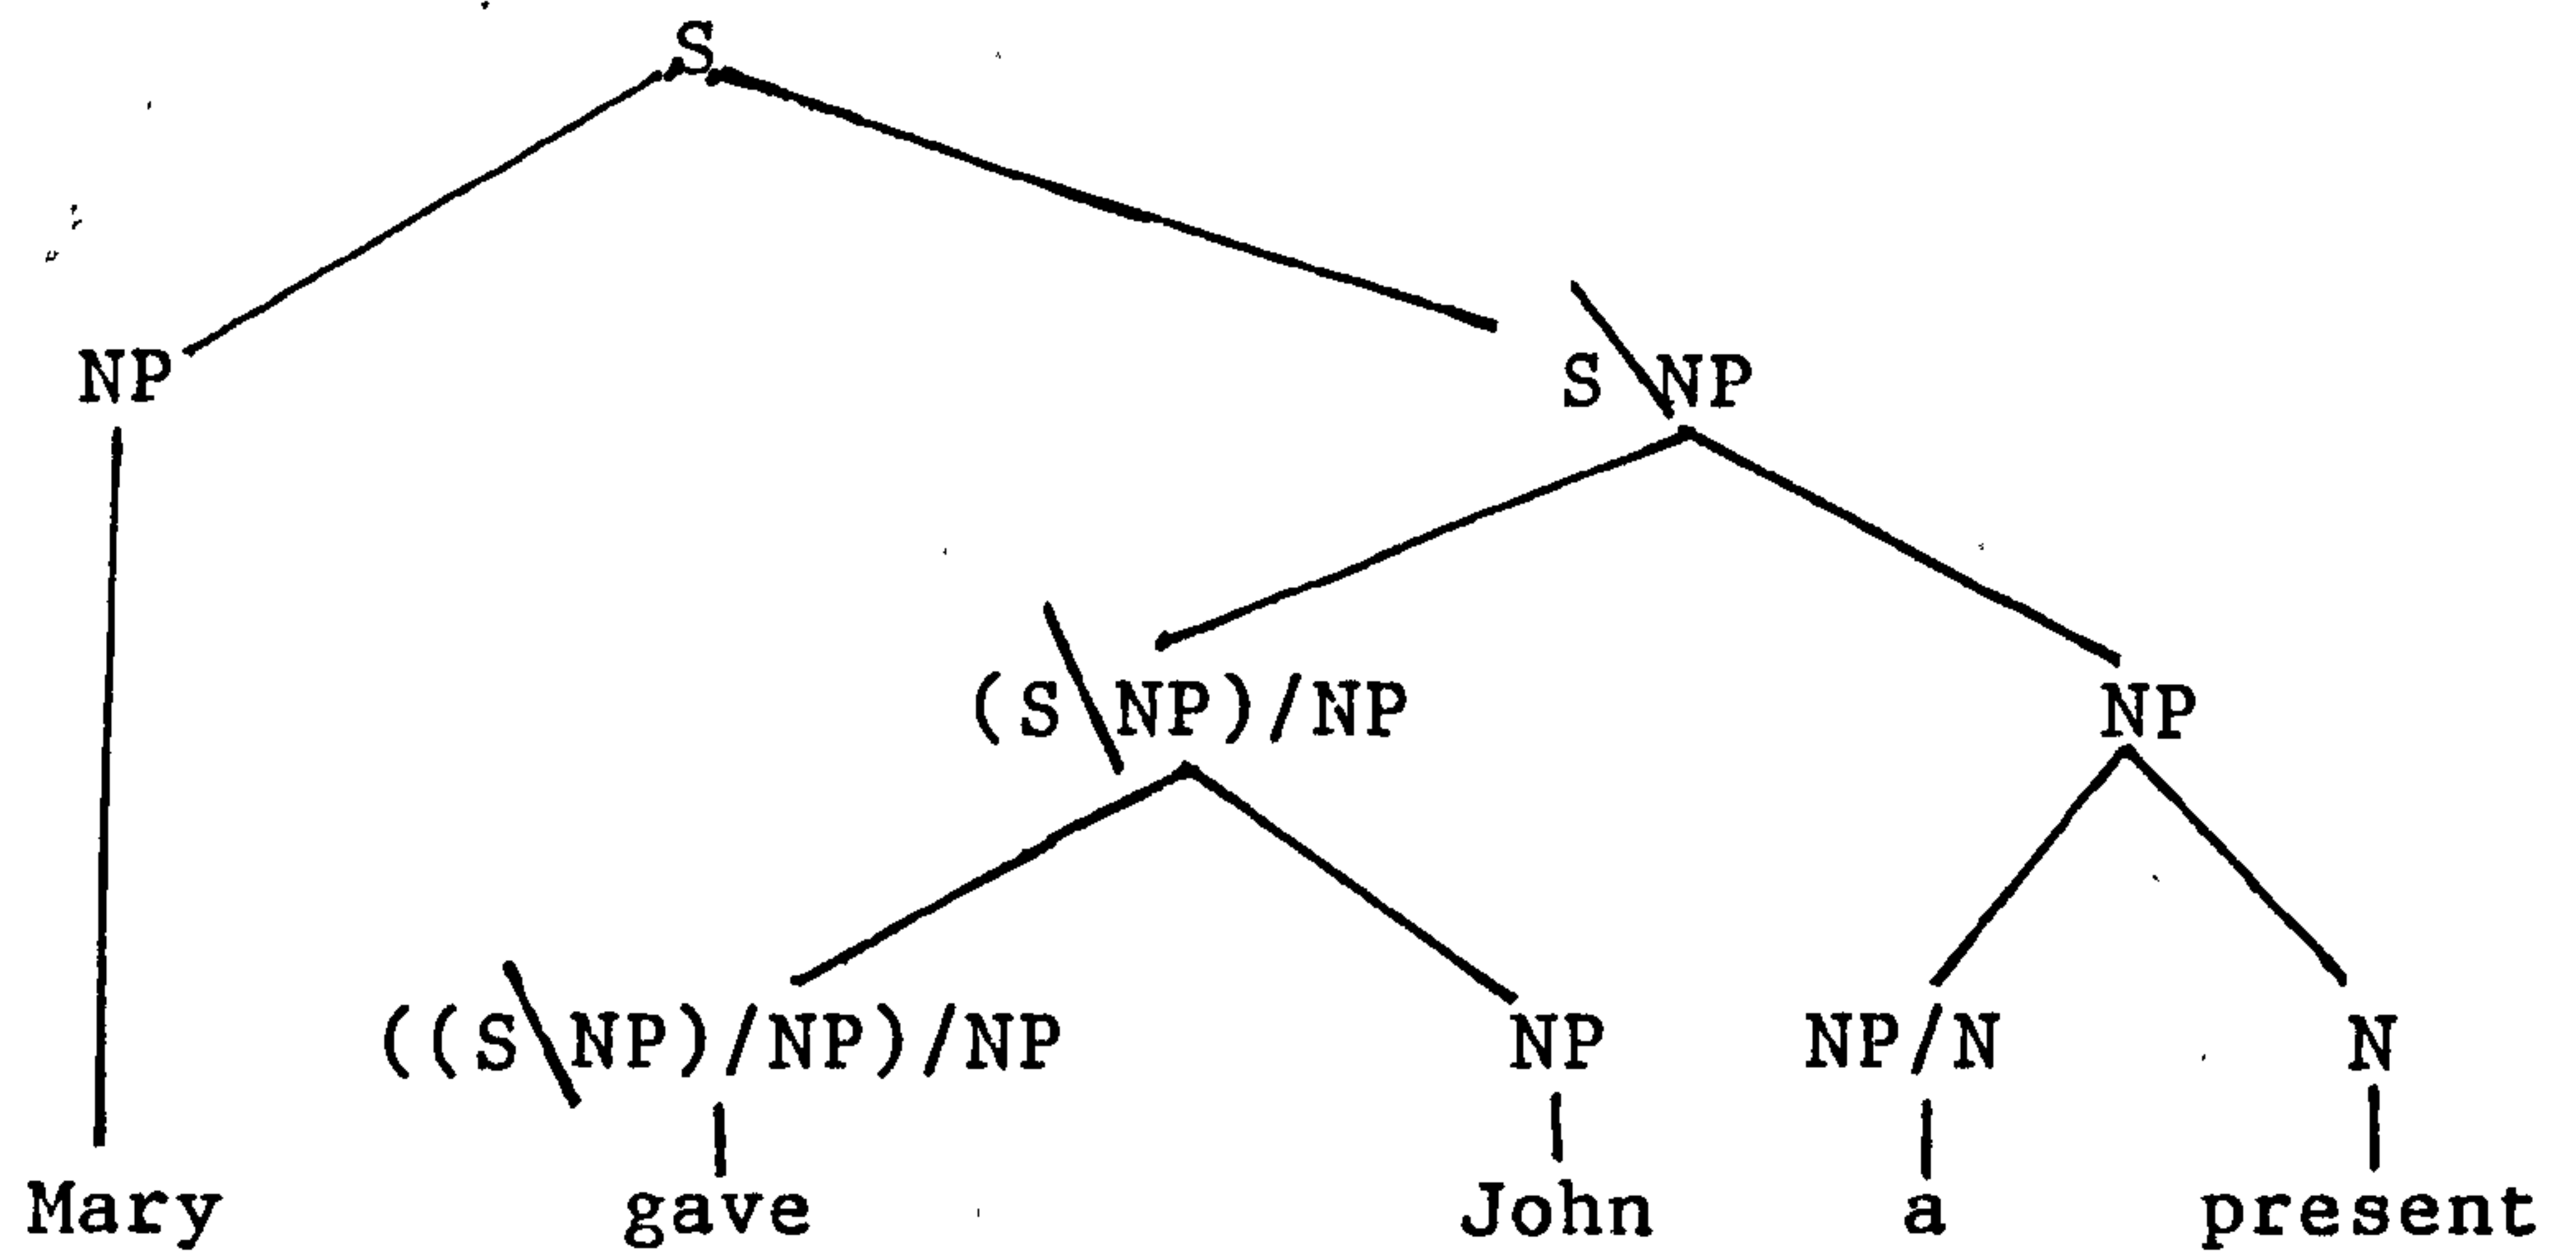 S
NP S\NP
(S\NP)/NP NP
((S\NP)/NP)/NP NP NP/N N
Mary gave John a present